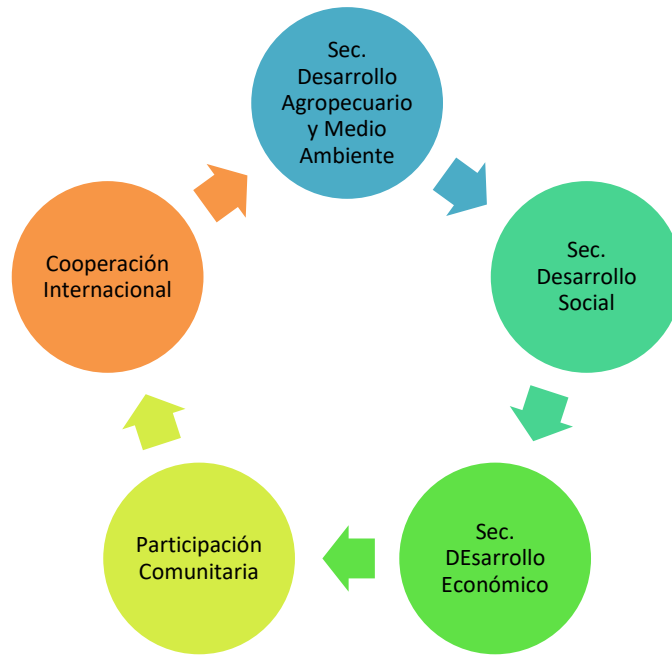 Sec.
Desarrollo
Agropecuario
y Medio
Ambiente
Sec.
Desarrollo
Social
Sec.
DEsarrollo
Económico
Participación
Comunitaria
Cooperación
Internacional